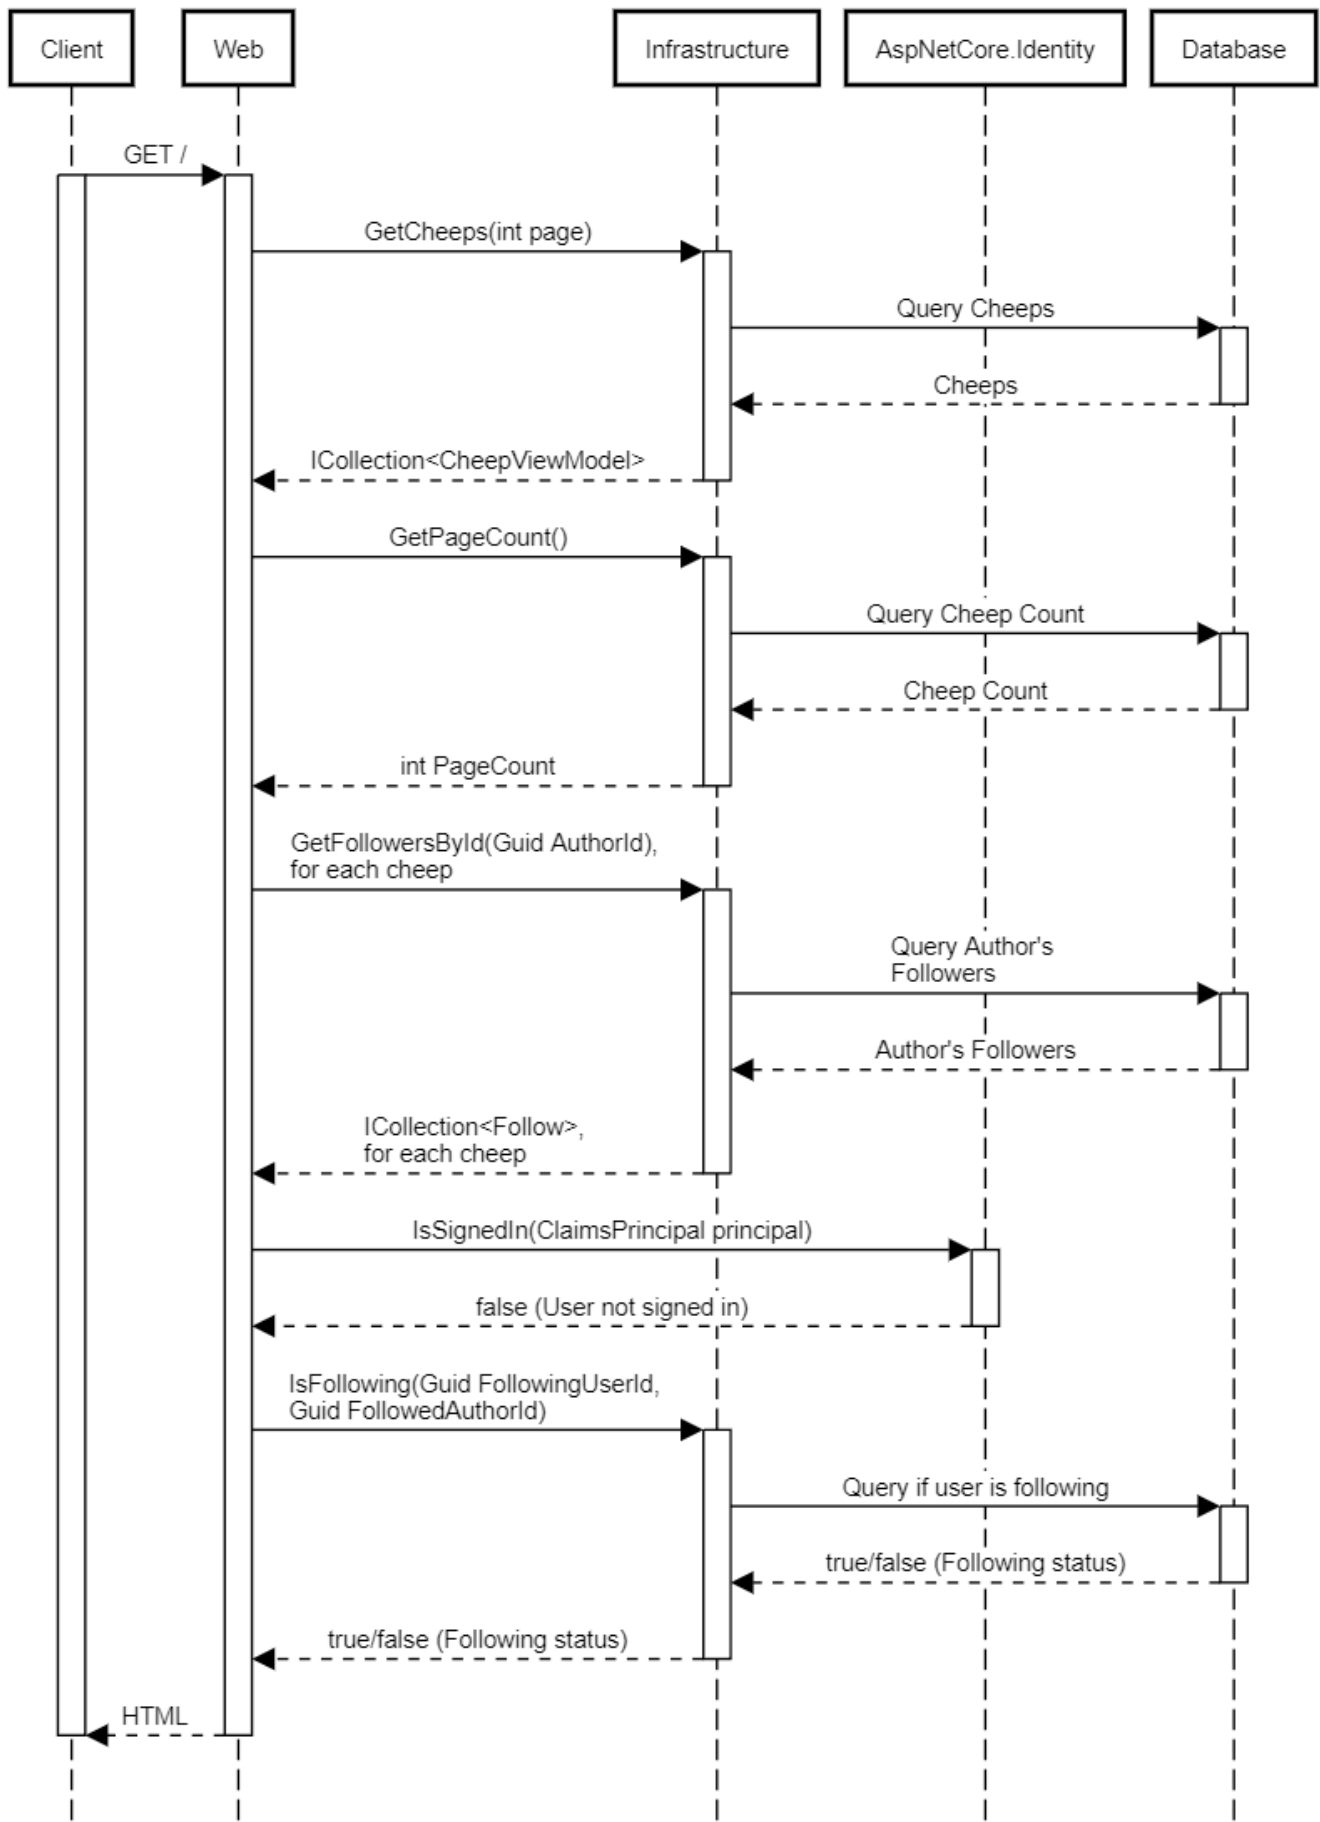 Client
Web
Infrastructure
AspNetCore.Identity
Database
GET /
GetCheeps(int page)
Query Cheeps
Cheeps
ICollection<CheepViewModel>
GetPageCount()
Query Cheep Count
Cheep Count
int PageCount
GetFollowersById(Guid AuthorId),
for each cheep
Query Author's
Followers
Author's Followers
ICollection<Follow>,
for each cheep
IsSignedIn(ClaimsPrincipal principal)
false (User not signed in)
IsFollowing(Guid FollowingUserId,
Guid FollowedAuthorId)
Query if user is following
true/false (Following status)
true/false (Following status)
HTML